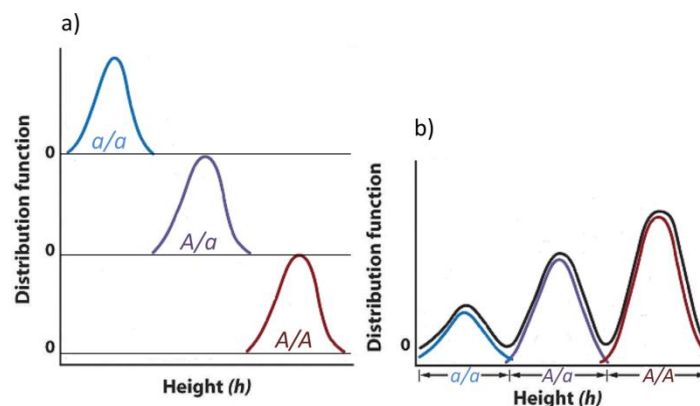 a)
Distribution function
0
a/a
0
A/a
0
A/A
Height (h)
b)
Distribution function
0
a/a
A/a
A/A
Height (h)